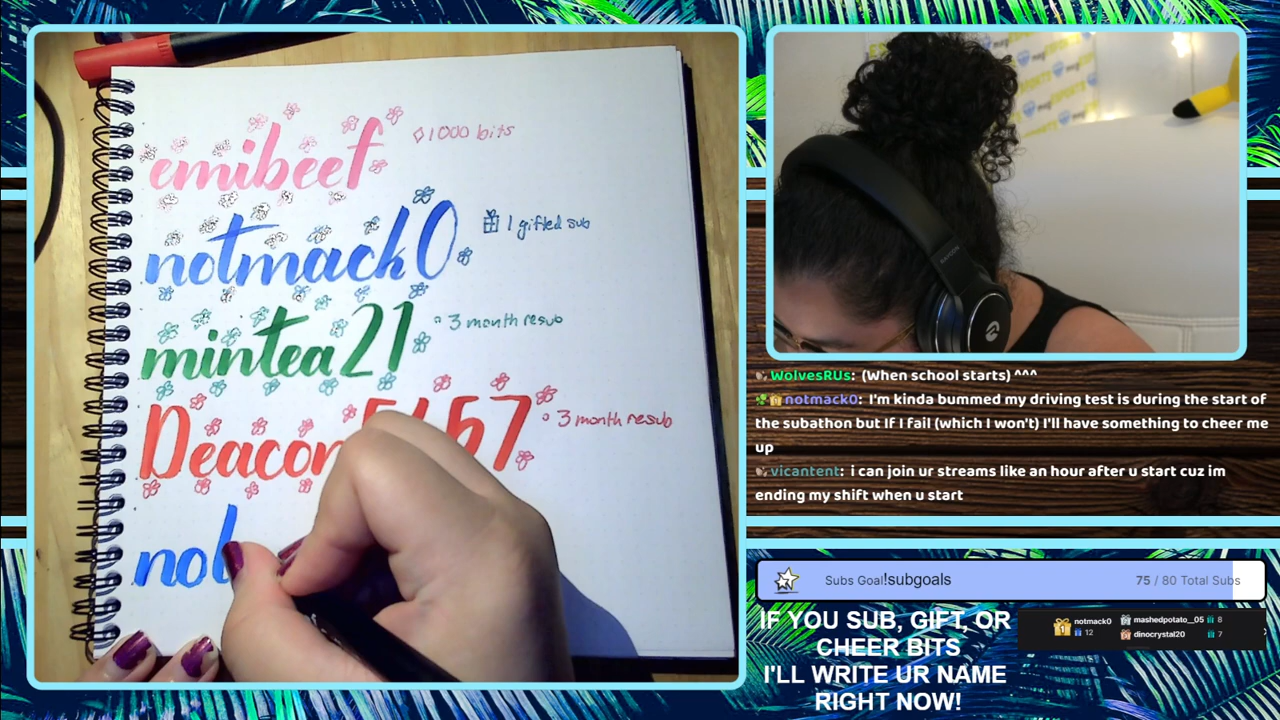 emibeef
1000 bits
notmack0
1 gifted sub
mintea21
3 month resub
3 month resub
WolvesRUs: (When school starts) ^^^
notmack0: I'm kinda bummed my driving test is during the start of
the subathon but If I fail (which I won't) I'll have something to cheer me
up
vicantent: i can join ur streams like an hour after u start cuz im
ending my shift when u start
Subs Goal!subgoals
75 / 80 Total Subs
IF YOU SUB, GIFT, OR
CHEER BITS
I'LL WRITE UR NAME
RIGHT NOW!
1 notmack0 12
mashedpotato__05 8
dinocrystal20 7